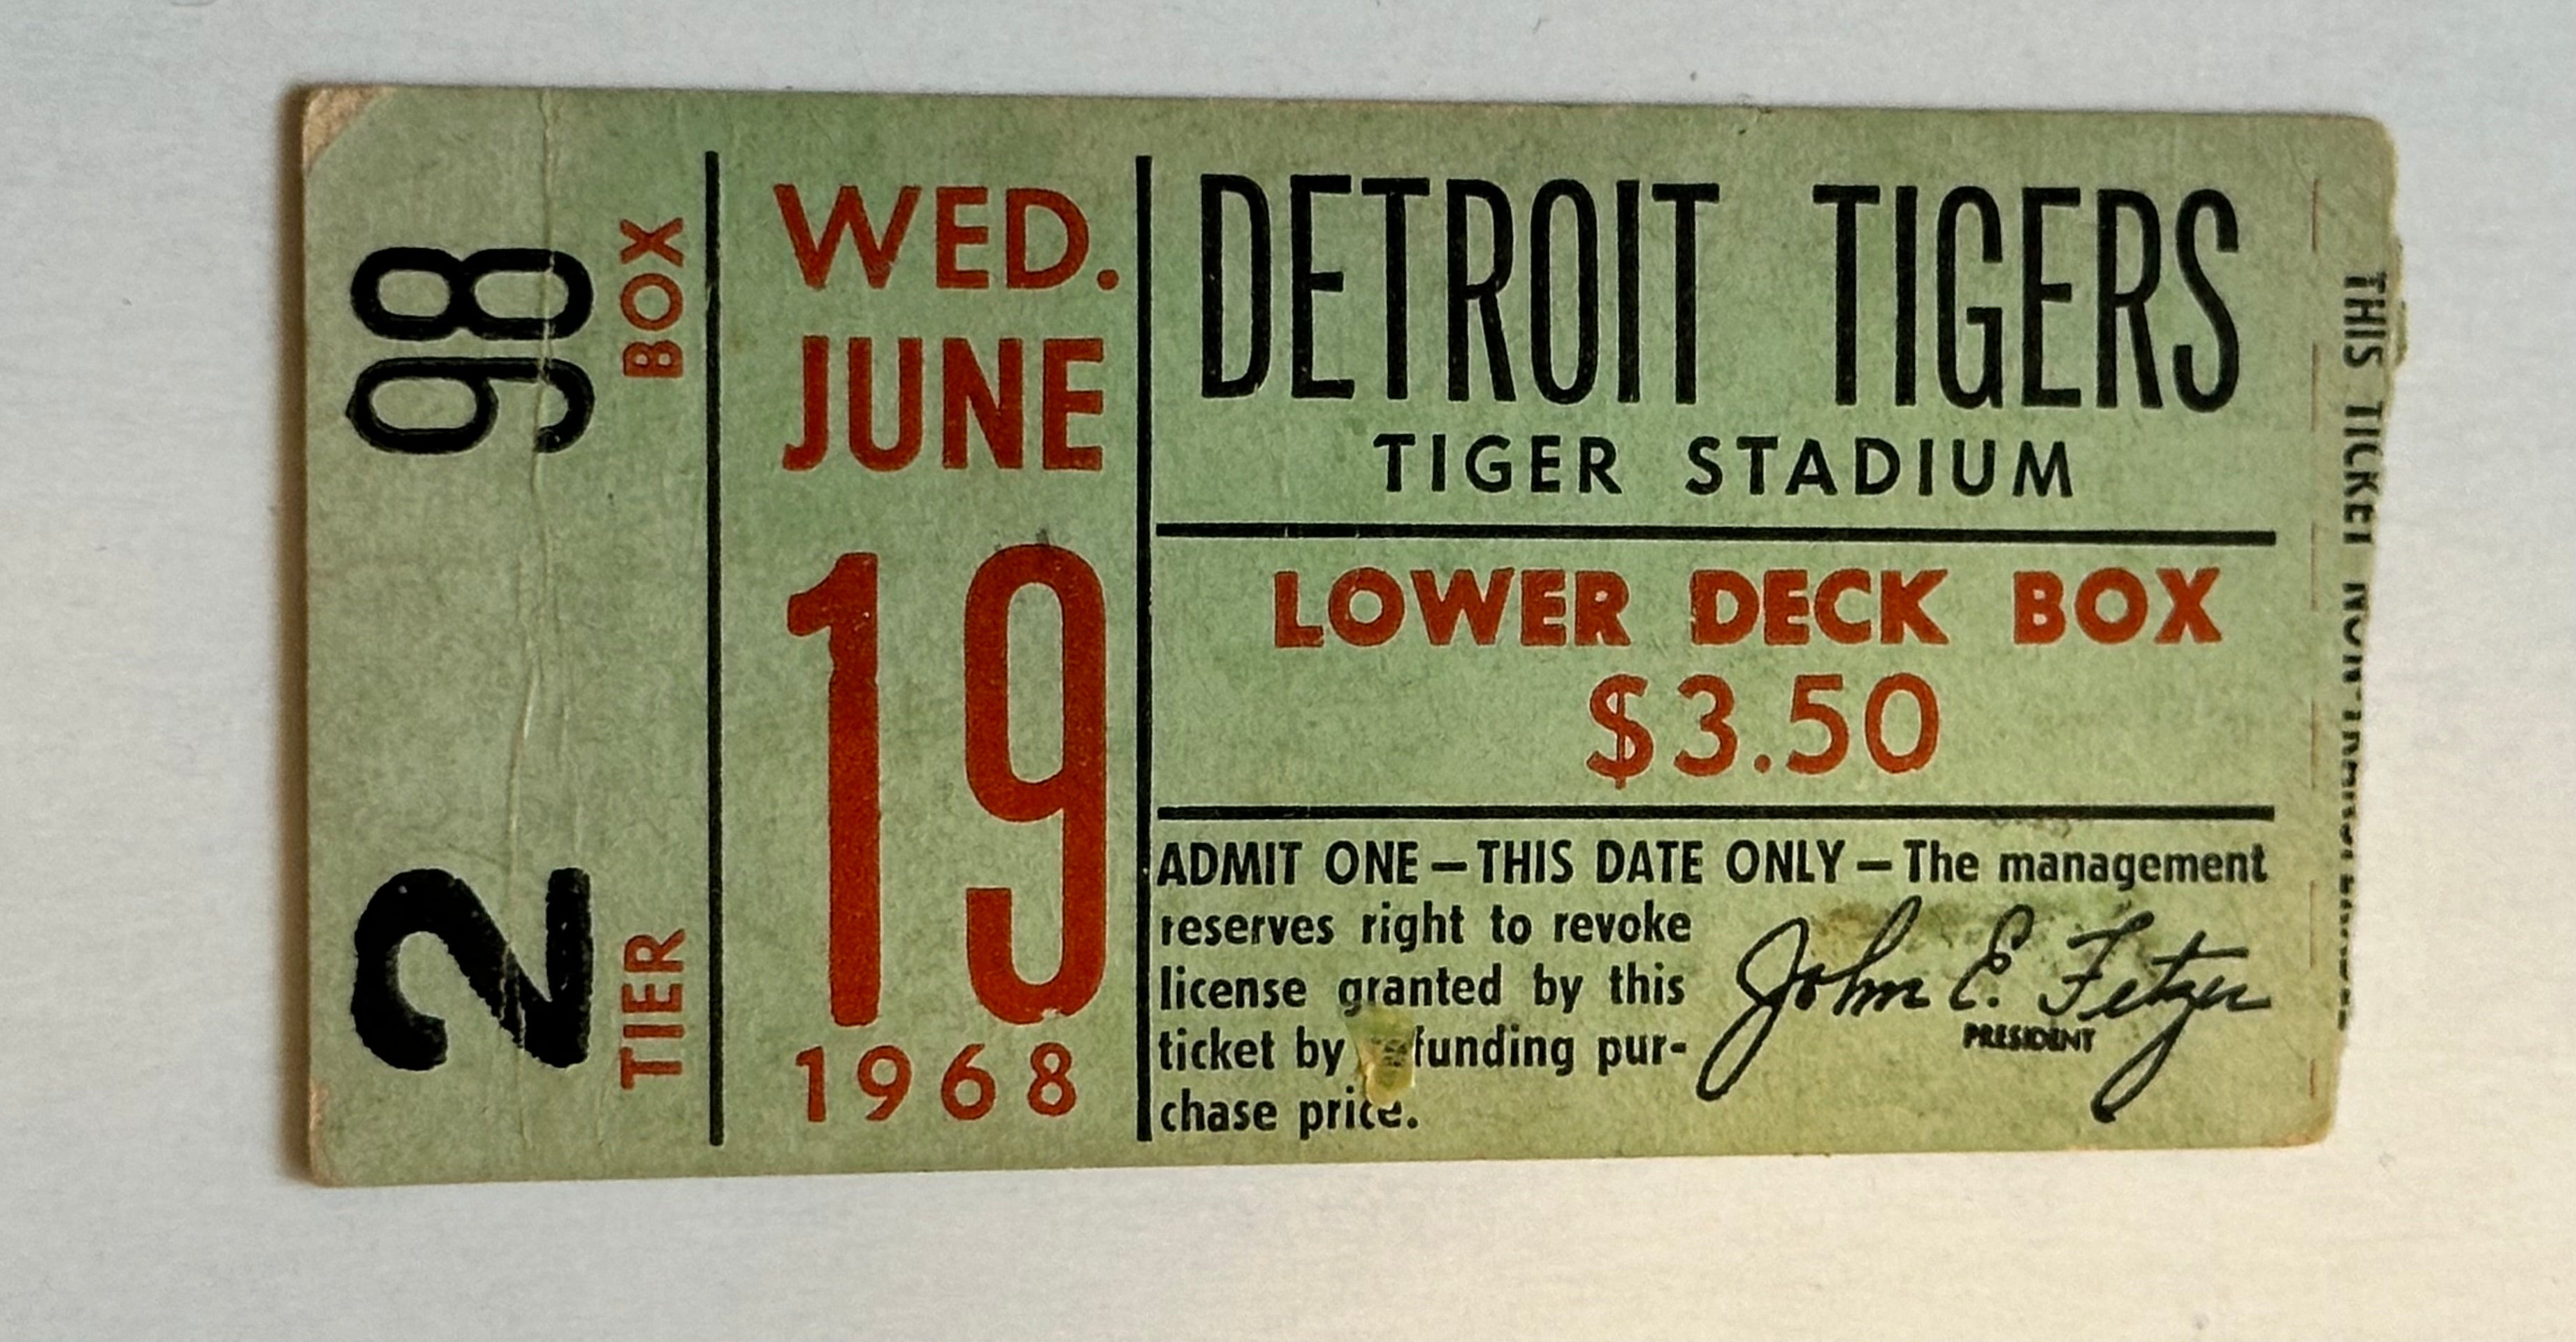 98
BOX
2
TIER
WED.
JUNE
19
1968
DETROIT TIGERS
TIGER STADIUM
LOWER DECK BOX
$3.50
ADMIT ONE — THIS DATE ONLY — The management
reserves right to revoke
license granted by this
ticket by refunding pur-
chase price.
John E. Fetzer
PRESIDENT
THIS TICKET NOT